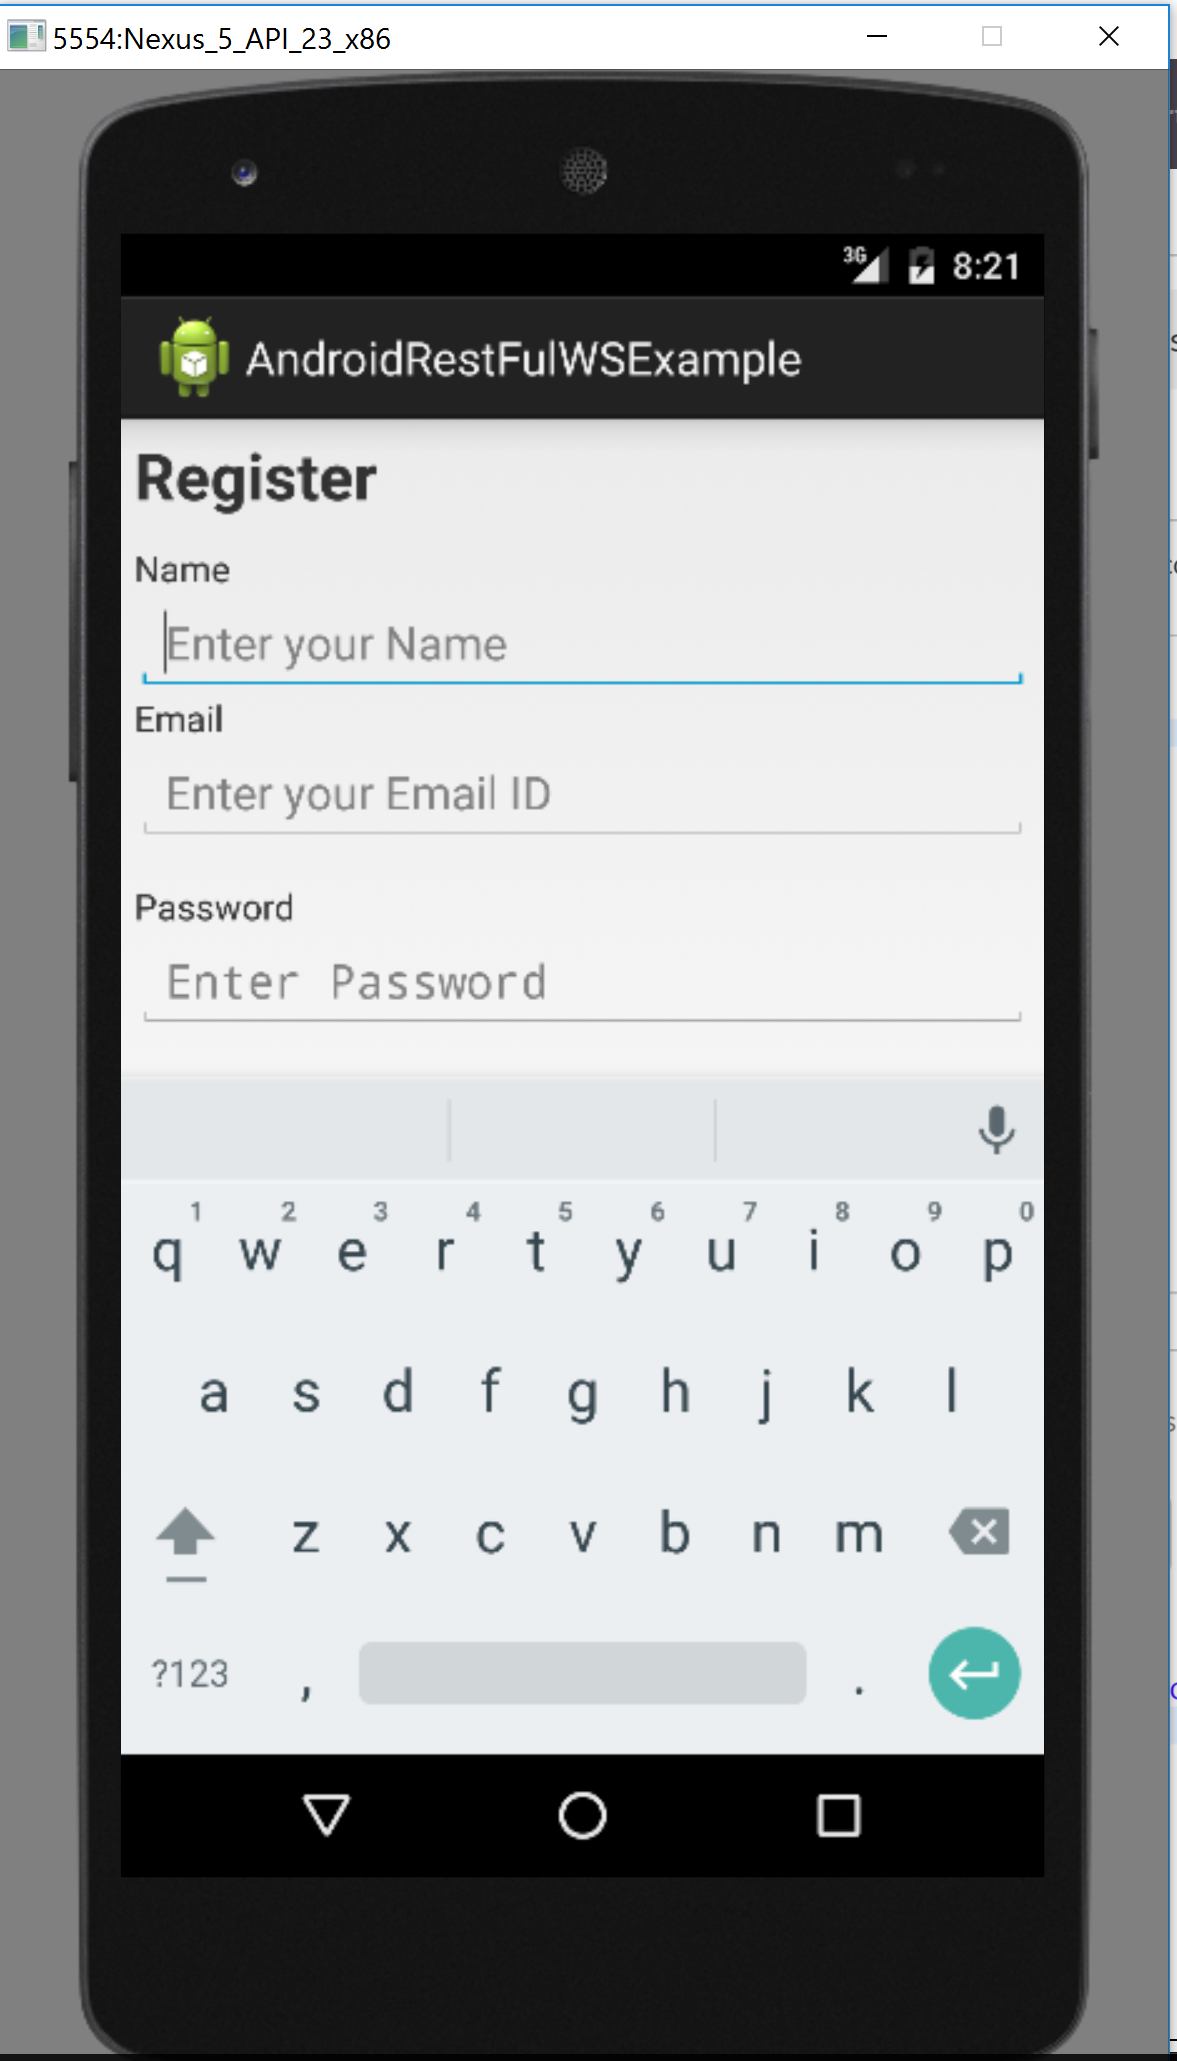 5554:Nexus_5_API_23_x86
3G 8:21
AndroidRestFulWSExample
Register
Name
Enter your Name
Email
Enter your Email ID
Password
Enter Password
1 2 3 4 5 6 7 8 9 0
q w e r t y u i o p
a s d f g h j k l
z x c v b n m
?123 , .